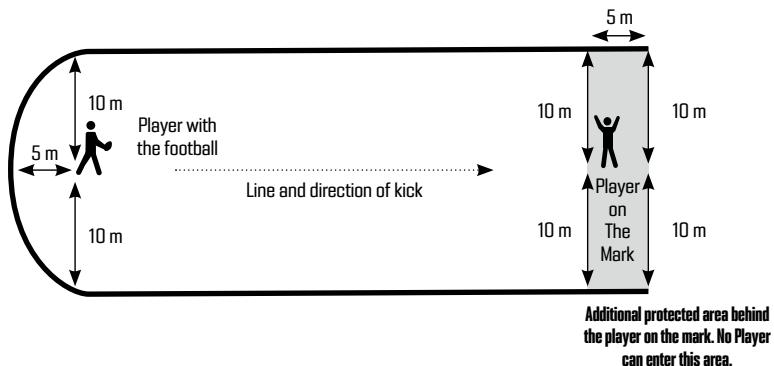 5 m
10 m
Player with
the football
10 m
10 m
5 m
Line and direction of kick
Player
on
The
Mark
10 m
10 m
10 m
Additional protected area behind
the player on the mark. No Player
can enter this area.